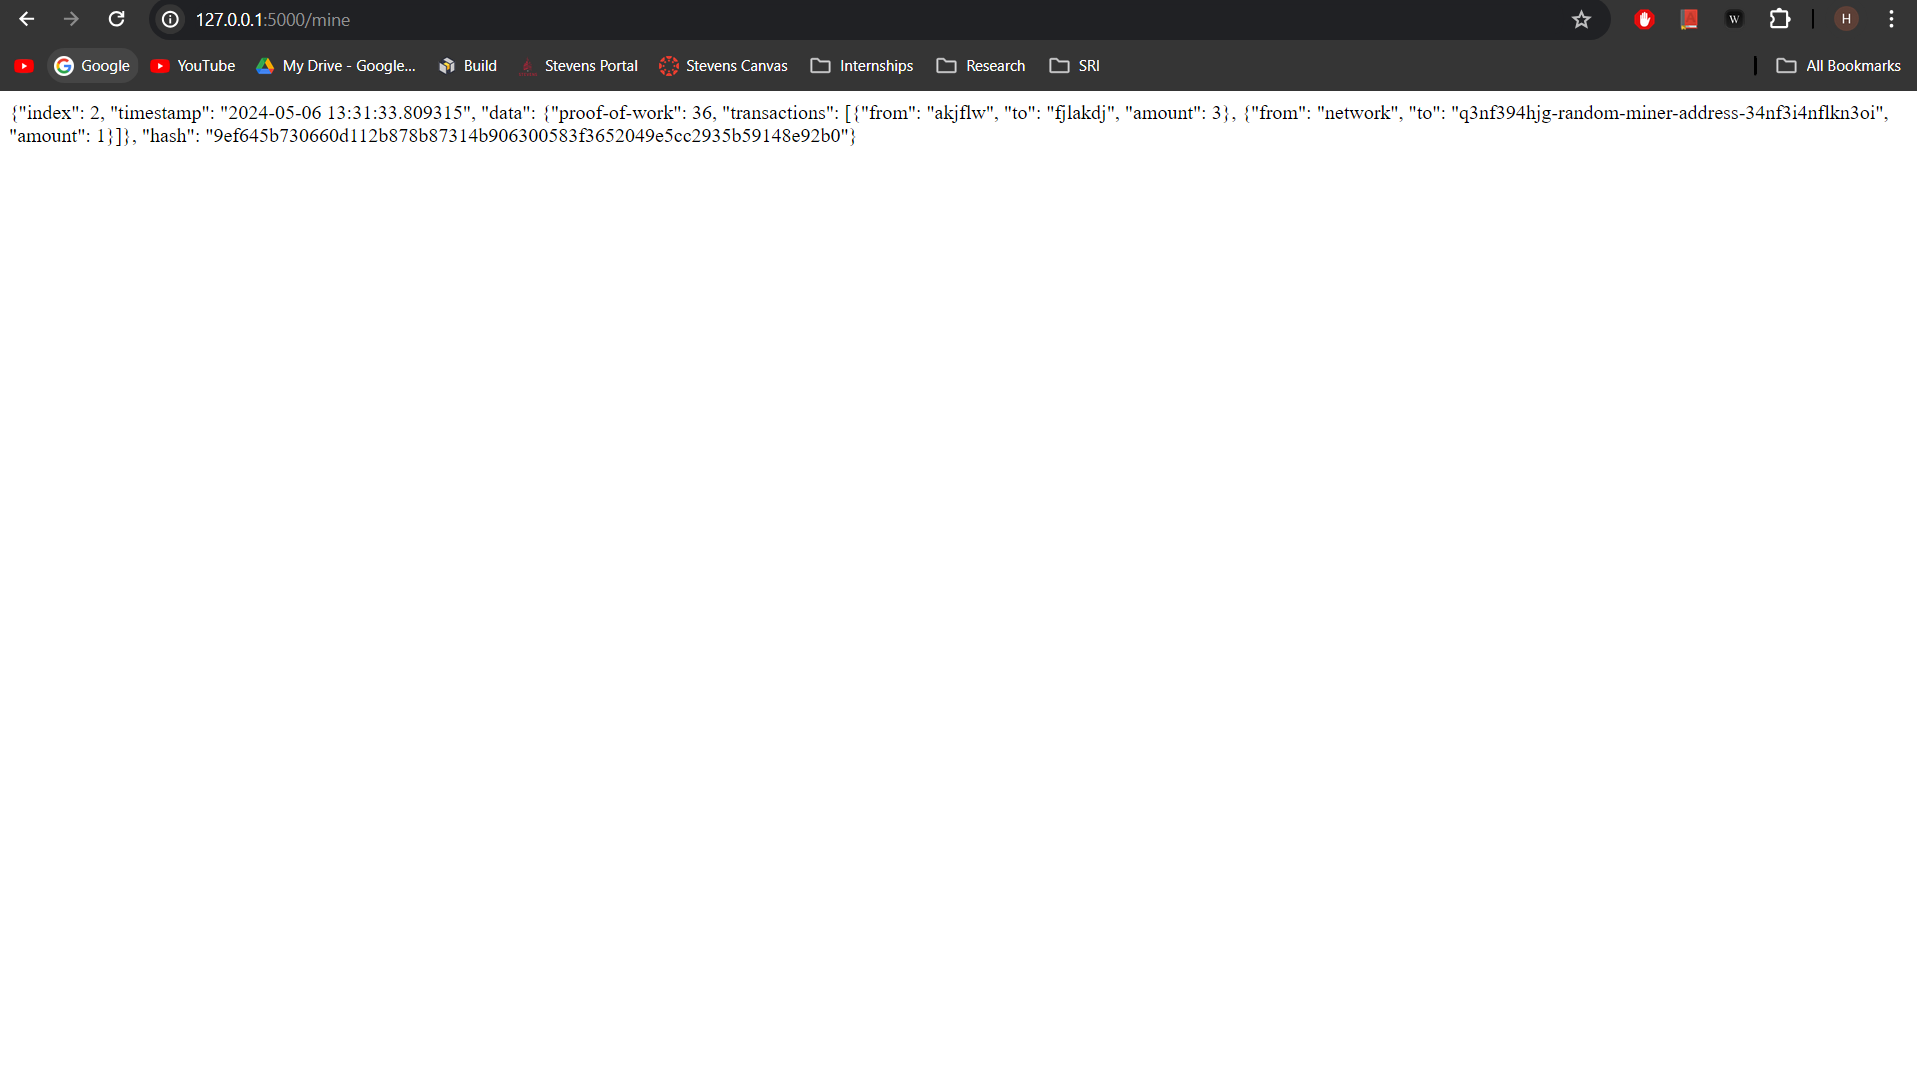 127.0.0.1:5000/mine
W
H
Google
YouTube
My Drive - Google...
Build
Stevens Portal
Stevens Canvas
Internships
Research
SRI
All Bookmarks
{"index": 2, "timestamp": "2024-05-06 13:31:33.809315", "data": {"proof-of-work": 36, "transactions": [{"from": "akjflw", "to": "fjlakdj", "amount": 3}, {"from": "network", "to": "q3nf394hjg-random-miner-address-34nf3i4nflkn3oi",
"amount": 1}]}, "hash": "9ef645b730660d112b878b87314b906300583f3652049e5cc2935b59148e92b0"}